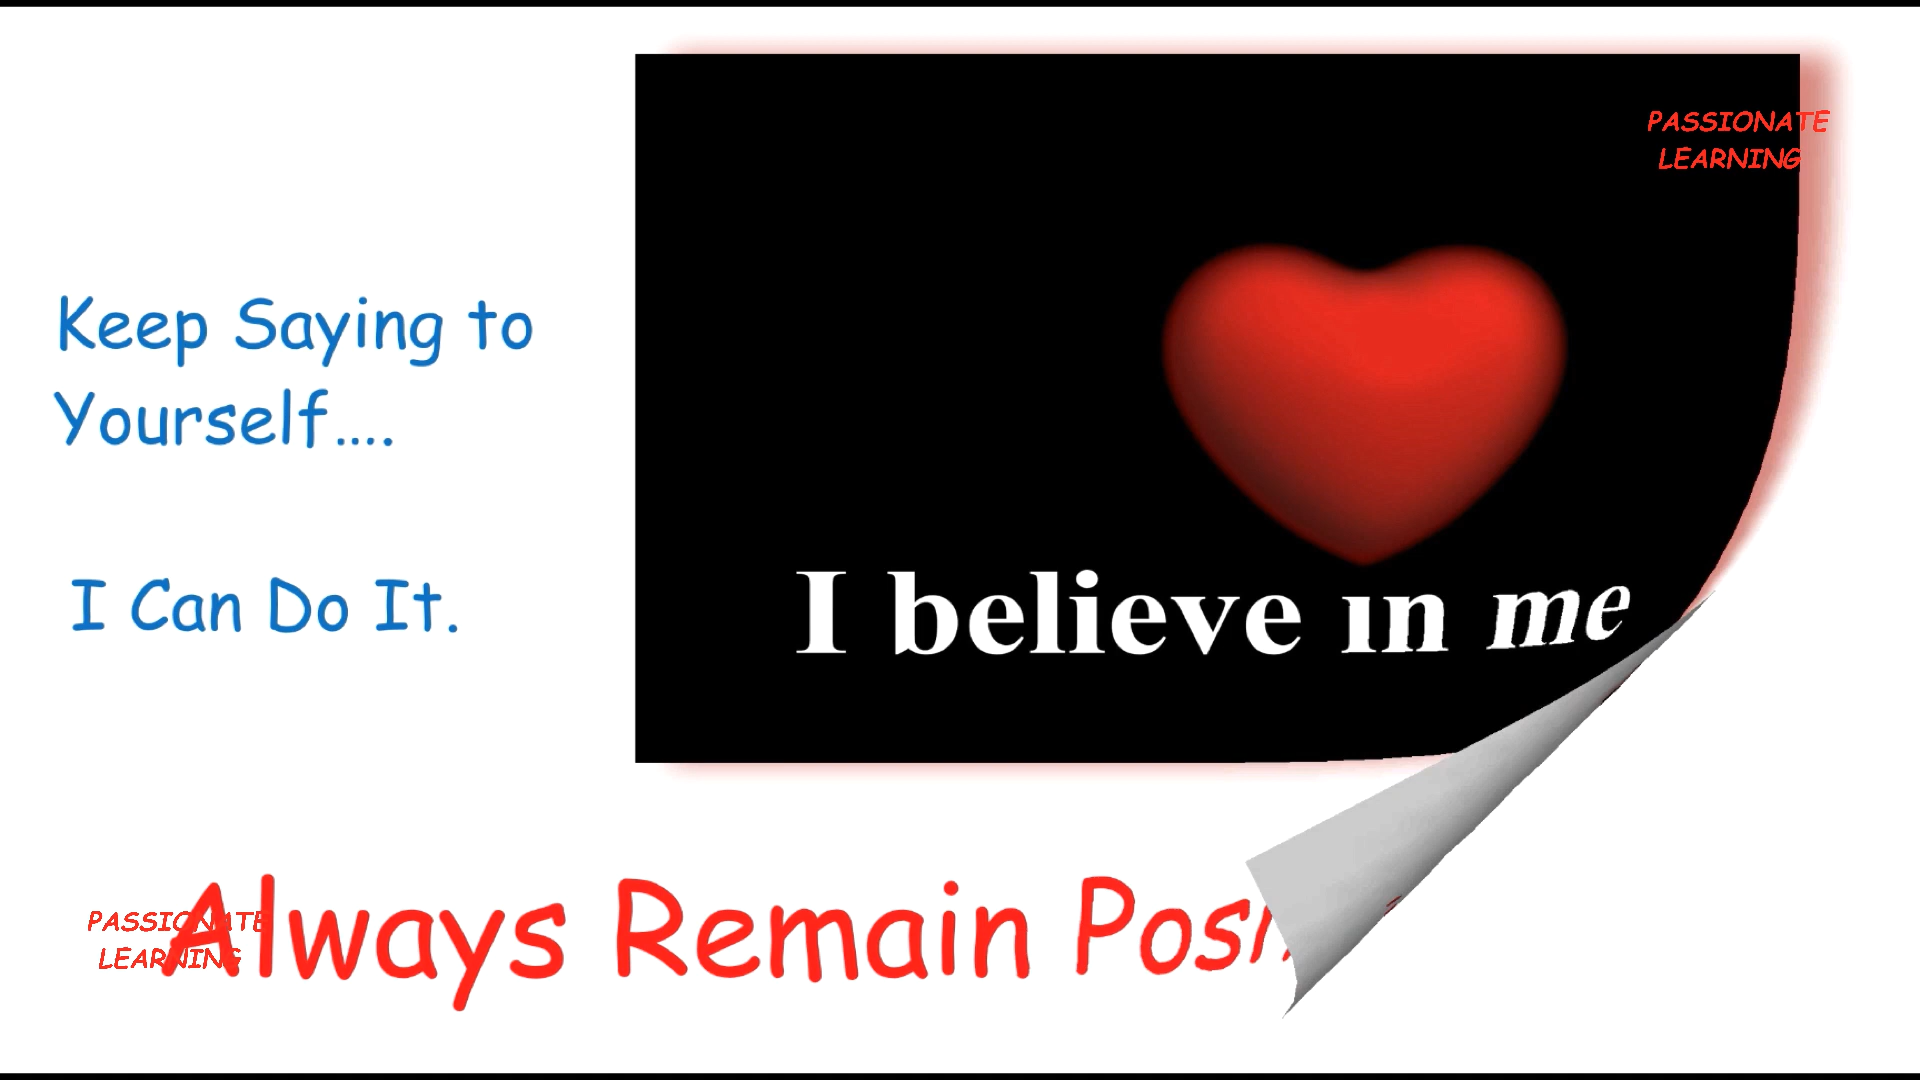 PASSIONATE
LEARNING
Keep Saying to
Yourself....
I Can Do It.
I believe in me
Always Remain
PASSIONATE
LEARNING